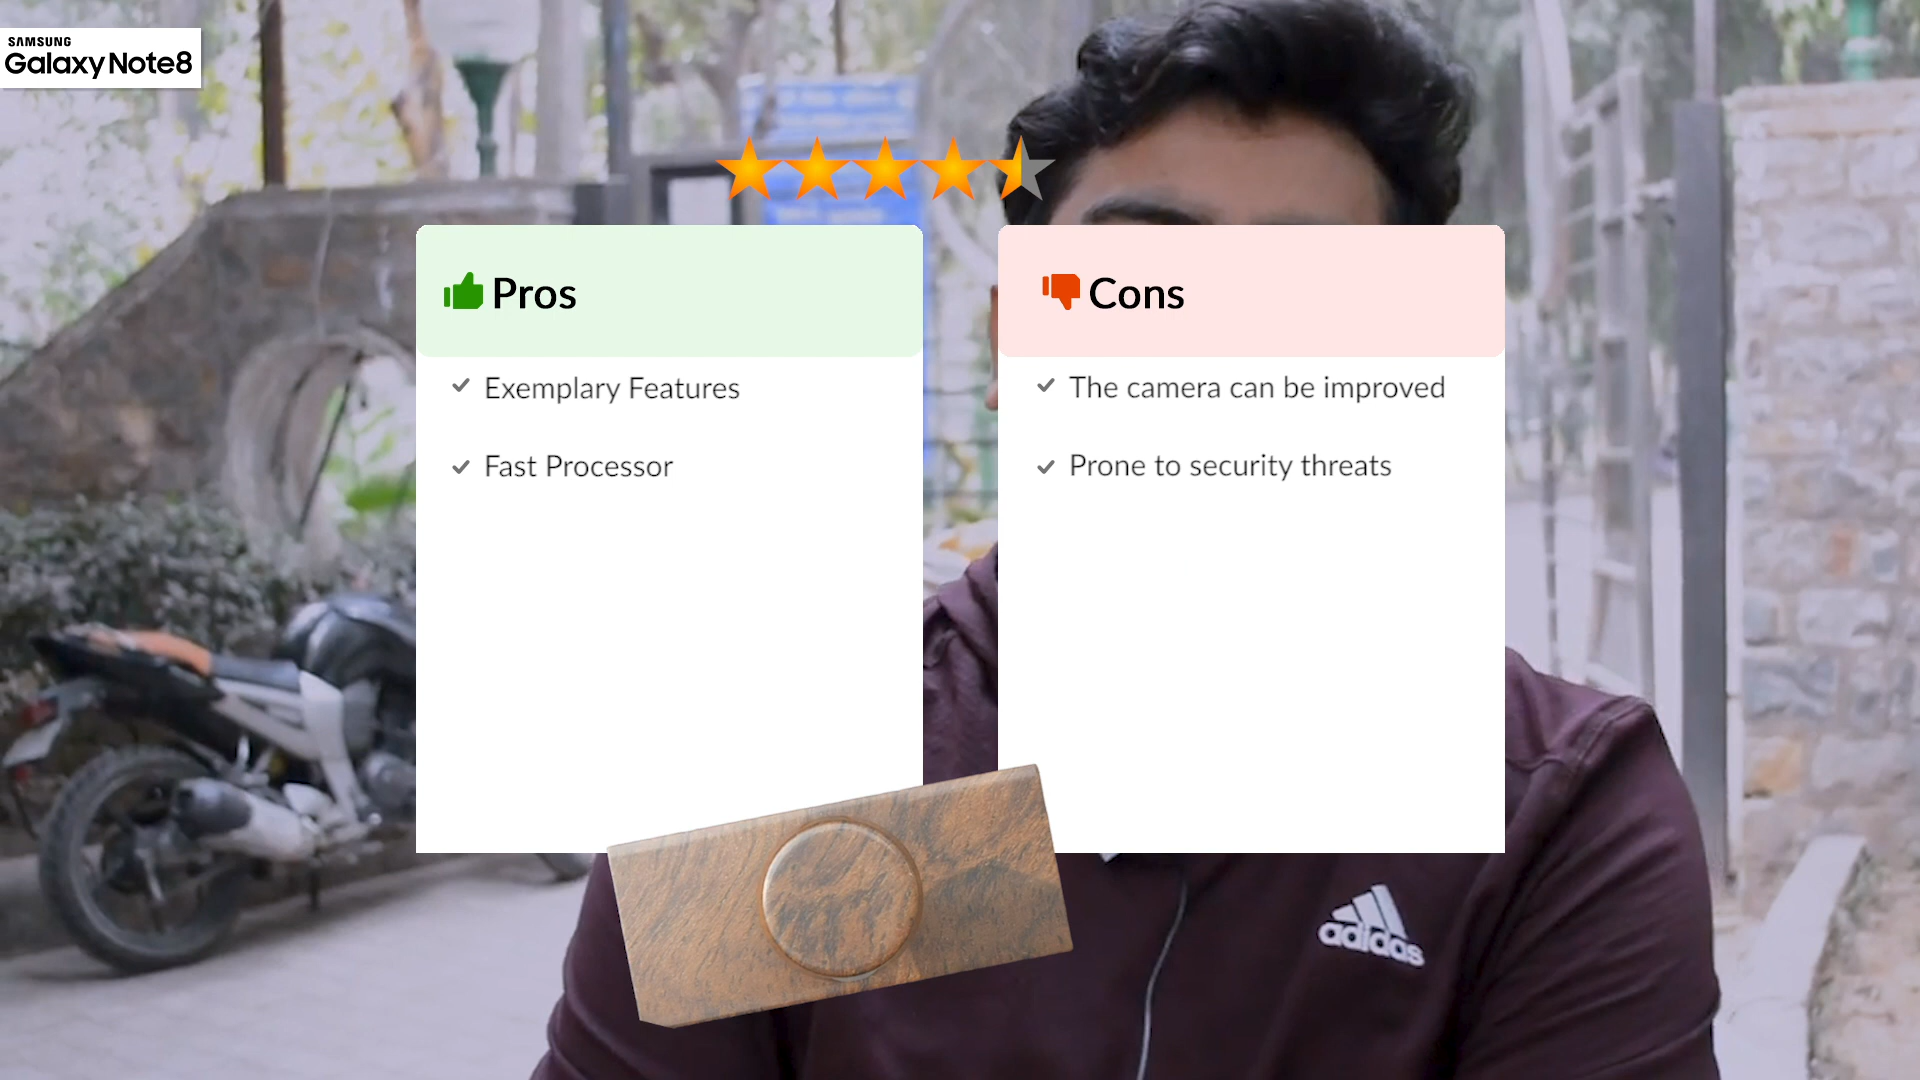 SAMSUNG
Galaxy Note8
Pros
Exemplary Features
Fast Processor
Cons
The camera can be improved
Prone to security threats
adidas